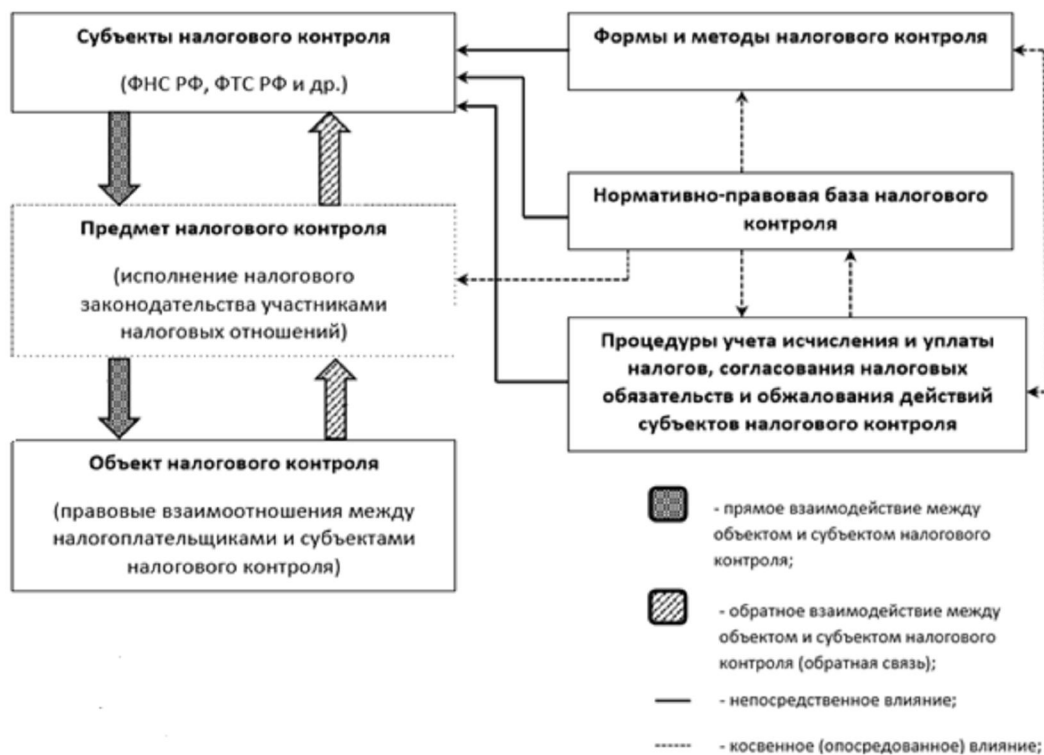 Субъекты налогового контроля
(ФНС РФ, ФТС РФ и др.)
Предмет налогового контроля
(исполнение налогового
законодательства участниками
налоговых отношений)
Объект налогового контроля
(правовые взаимоотношения между
налогоплательщиками и субъектами
налогового контроля)
Формы и методы налогового контроля
Нормативно-правовая база налогового
контроля
Процедуры учета исчисления и уплаты
налогов, согласования налоговых
обязательств и обжалования действий
субъектов налогового контроля
- прямое взаимодействие между
объектом и субъектом налогового
контроля;
- обратное взаимодействие между
объектом и субъектом налогового
контроля (обратная связь);
- непосредственное влияние;
- косвенное (опосредованное) влияние;